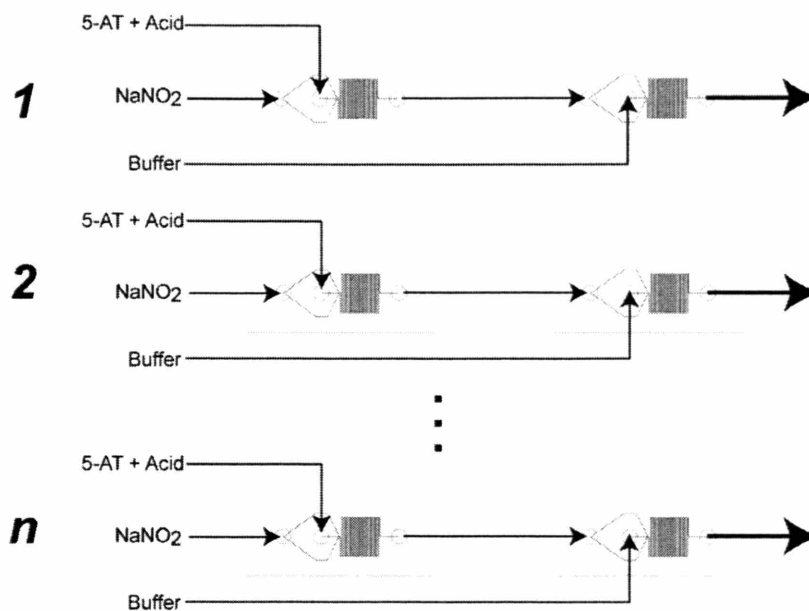 5-AT + Acid
1
NaNO2
Buffer
5-AT + Acid
2
NaNO2
Buffer
5-AT + Acid
n
NaNO2
Buffer